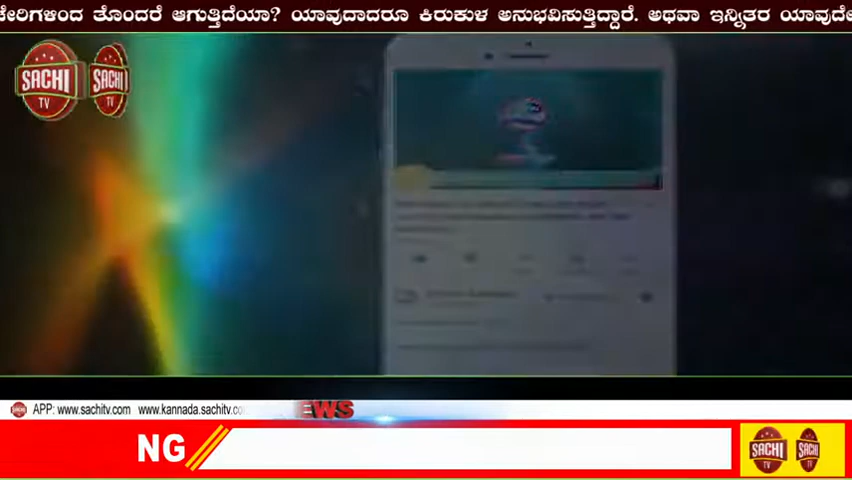 ಚೇರಿಗಳಿಂದ ತೊಂದರೆ ಆಗುತ್ತಿದೆಯಾ? ಯಾವುದಾದರೂ ಕಿರುಕುಳ ಅನುಭವಿಸುತ್ತಿದ್ದಾರೆ. ಅಥವಾ ಇನ್ನಿತರ ಯಾವುದೇ
SACHI TV SACHI TV
APP: www.sachitv.com www.kannada.sachitv.co EWS
NG
SACHI TV SACHI TV